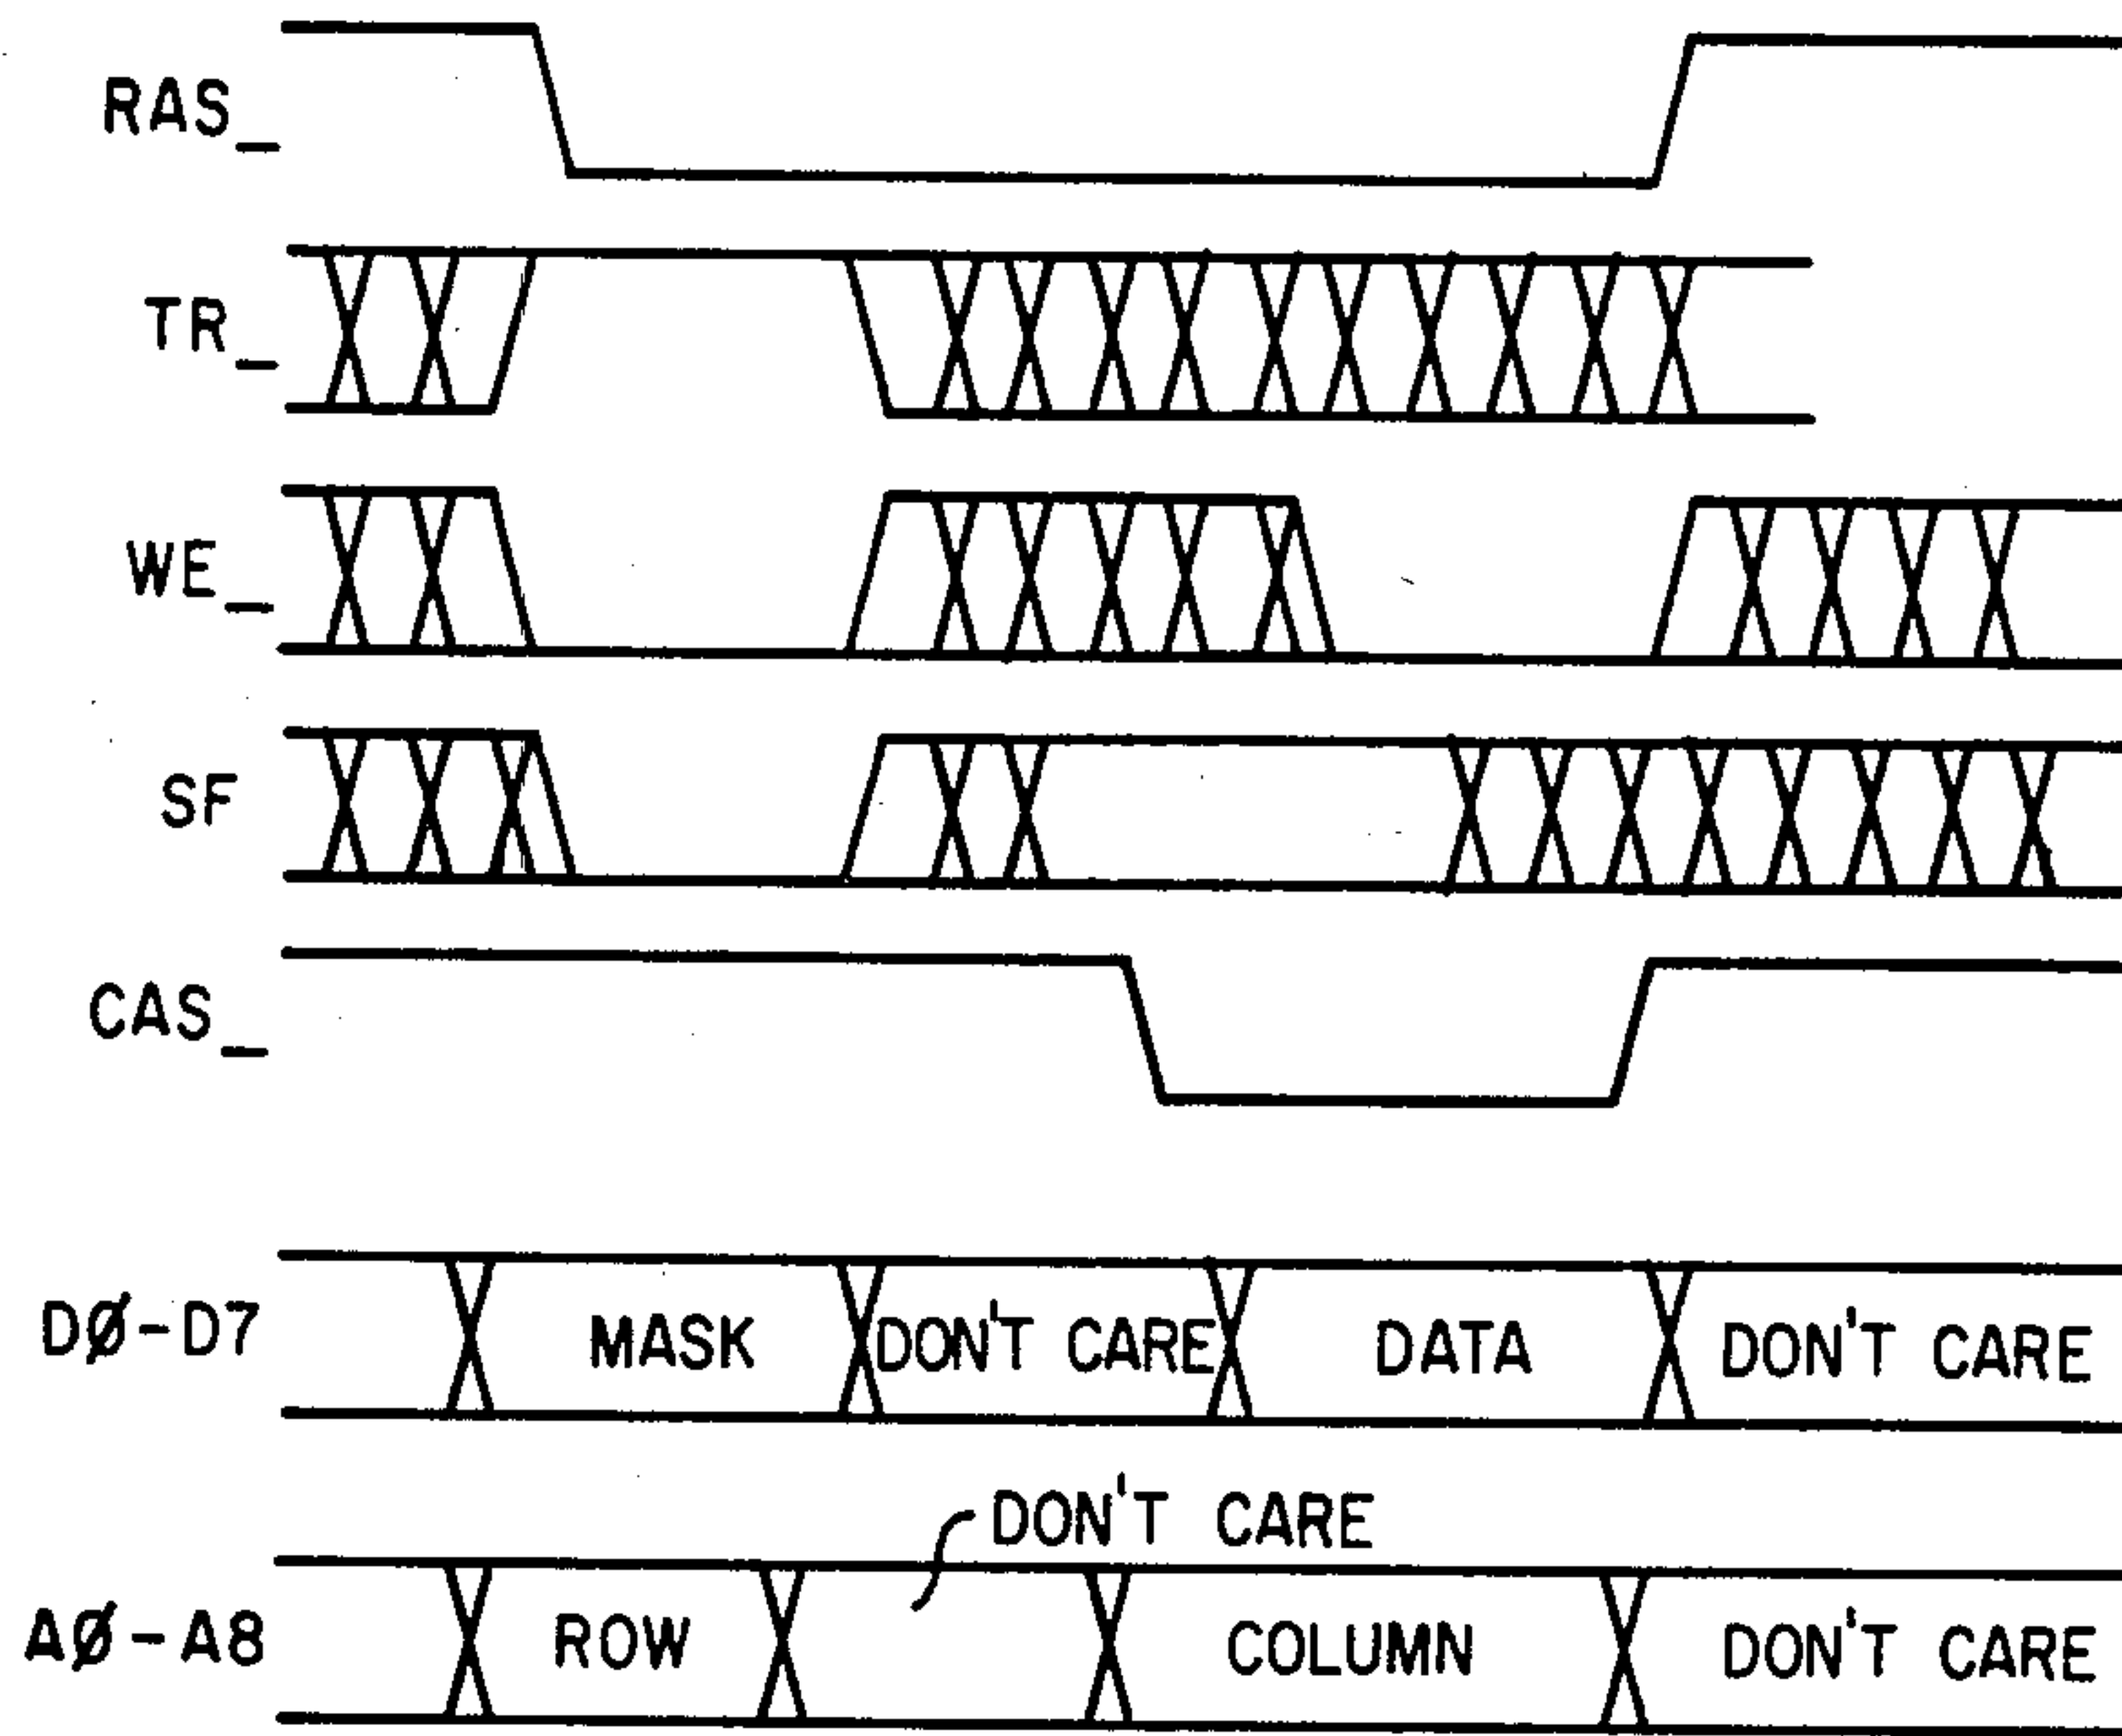 RAS_
TR_
WE_
SF
CAS_
DØ-D7 MASK DON'T CARE DATA DON'T CARE
DON'T CARE
AØ-A8 ROW COLUMN DON'T CARE